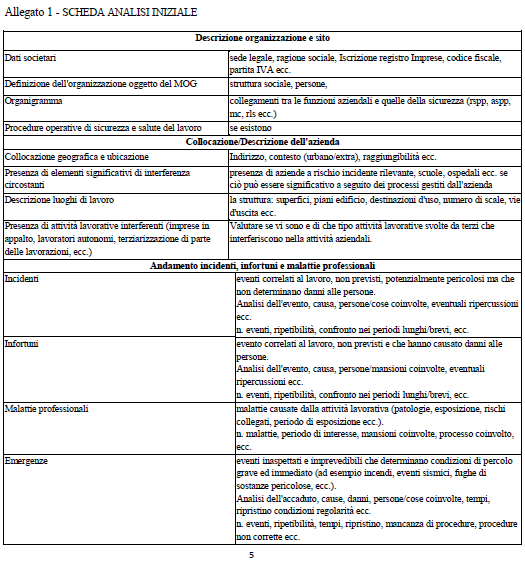 Allegato 1 - SCHEDA ANALISI INIZIALE
Descrizione organizzazione e sito
Dati societari
sede legale, ragione sociale, Iscrizione registro Imprese, codice fiscale,
partita IVA ecc.
Definizione dell'organizzazione oggetto del MOG
struttura sociale, persone,
Organigramma
collegamenti tra le funzioni aziendali e quelle della sicurezza (rspp, aspp,
mc, rls ecc.)
Procedure operative di sicurezza e salute del lavoro
se esistono
Collocazione/Descrizione dell'azienda
Collocazione geografica e ubicazione
Indirizzo, contesto (urbano/extra), raggiungibilità ecc.
Presenza di elementi significativi di interferenza
circostanti
presenza di aziende a rischio incidente rilevante, scuole, ospedali ecc. se
ciò può essere significativo a seguito dei processi gestiti dall'azienda
Descrizione luoghi di lavoro
la struttura: superfici, piani edificio, destinazioni d'uso, numero di scale, vie
d'uscita ecc.
Presenza di attività lavorative interferenti (imprese in
appalto, lavoratori autonomi, terziarizzazione di parte
delle lavorazioni, ecc.)
Valutare se vi sono e di che tipo attività lavorative svolte da terzi che
interferiscono nella attività aziendali.
Andamento incidenti, infortuni e malattie professionali
Incidenti
eventi correlati al lavoro, non previsti, potenzialmente pericolosi ma che
non determinano danni alle persone.
Analisi dell'evento, causa, persone/cose coinvolte, eventuali ripercussioni
ecc.
n. eventi, ripetibilità, confronto nei periodi lunghi/brevi, ecc.
Infortuni
evento correlati al lavoro, non previsti e che hanno causato danni alle
persone.
Analisi dell'evento, causa, persone/mansioni coinvolte, eventuali
ripercussioni ecc.
n. eventi, ripetibilità, confronto nei periodi lunghi/brevi, ecc.
Malattie professionali
malattie causate dalla attività lavorativa (patologie, esposizione, rischi
collegati, periodo di esposizione ecc.).
n. malattie, periodo di interesse, mansioni coinvolte, processo coinvolto,
ecc.
Emergenze
eventi inaspettati e imprevedibili che determinano condizioni di percolo
grave ed immediato (ad esempio incendi, eventi sismici, fughe di
sostanze pericolose, ecc.).
Analisi dell'accaduto, cause, danni, persone/cose coinvolte, tempi,
ripristino condizioni regolarità ecc.
n. eventi, ripetibilità, tempi, ripristino, mancanza di procedure, procedure
non corrette ecc.
5